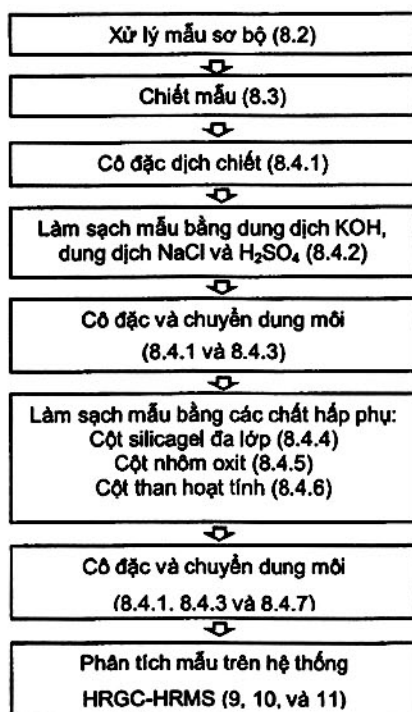 Xử lý mẫu sơ bộ (8.2)
Chiết mẫu (8.3)
Cô đặc dịch chiết (8.4.1)
Làm sạch mẫu bằng dung dịch KOH,
dung dịch NaCl và H₂SO₄ (8.4.2)
Cô đặc và chuyển dung môi
(8.4.1 và 8.4.3)
Làm sạch mẫu bằng các chất hấp phụ:
Cột silicagel đa lớp (8.4.4)
Cột nhôm oxit (8.4.5)
Cột than hoạt tính (8.4.6)
Cô đặc và chuyển dung môi
(8.4.1. 8.4.3 và 8.4.7)
Phân tích mẫu trên hệ thống
HRGC-HRMS (9, 10, và 11)